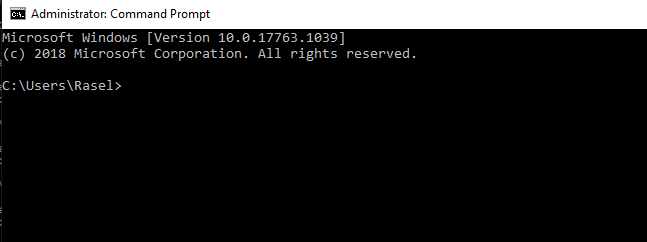 Administrator: Command Prompt
Microsoft Windows [Version 10.0.17763.1039]
(c) 2018 Microsoft Corporation. All rights reserved.
C:\Users\Rasel>